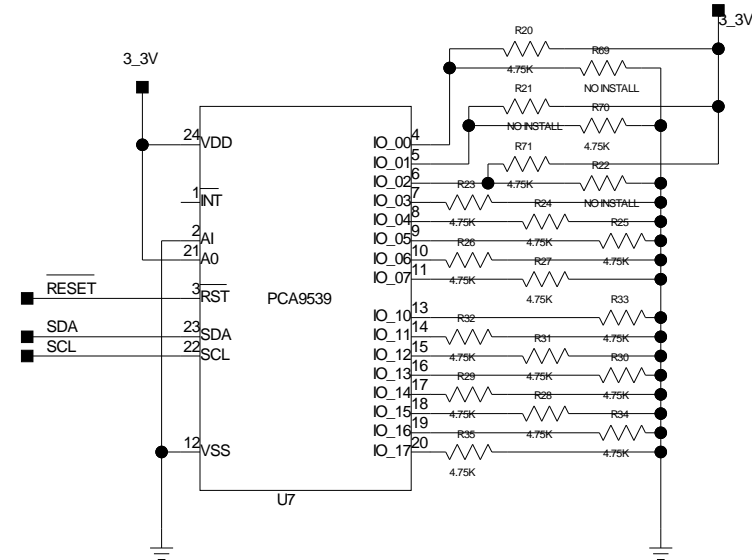 3_3V
R20
3_3V
4.75K
R69
R21
NO INSTALL
NO INSTALL
R70
R71
4.75K
4.75K
R22
NO INSTALL
24 VDD
1 INT
2 AI
21 A0
RESET
3 RST
PCA9539
SDA
23 SDA
SCL
22 SCL
12 VSS
U7
IO_00 4
IO_01 5
IO_02 6
IO_03 7
IO_04 8
IO_05 9
IO_06 10
IO_07 11
IO_10 13
IO_11 14
IO_12 15
IO_13 16
IO_14 17
IO_15 18
IO_16 19
IO_17 20
R23
4.75K
R24
4.75K
R25
4.75K
R26
4.75K
R27
4.75K
R33
4.75K
R32
4.75K
R31
4.75K
R30
4.75K
R29
4.75K
R28
4.75K
R34
4.75K
R35
4.75K